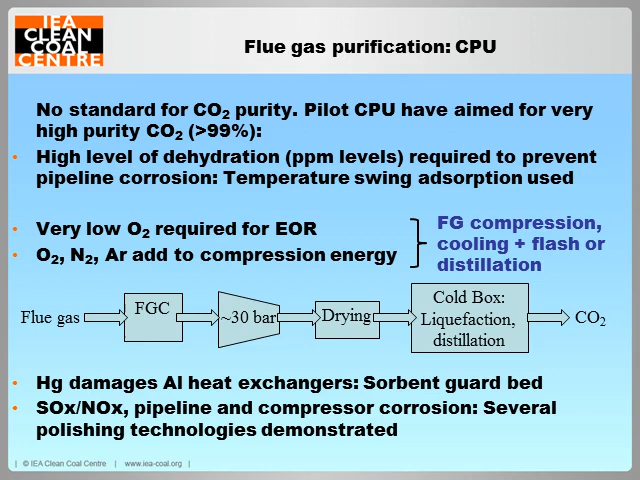 IEA
CLEAN
COAL
CENTRE
Flue gas purification: CPU
No standard for CO₂ purity. Pilot CPU have aimed for very
high purity CO₂ (>99%):
• High level of dehydration (ppm levels) required to prevent
pipeline corrosion: Temperature swing adsorption used
• Very low O₂ required for EOR
• O₂, N₂, Ar add to compression energy
FG compression,
cooling + flash or
distillation
Flue gas
FGC
~30 bar
Drying
Cold Box:
Liquefaction,
distillation
CO₂
• Hg damages Al heat exchangers: Sorbent guard bed
• SOx/NOx, pipeline and compressor corrosion: Several
polishing technologies demonstrated
| © IEA Clean Coal Centre | www.iea-coal.org |